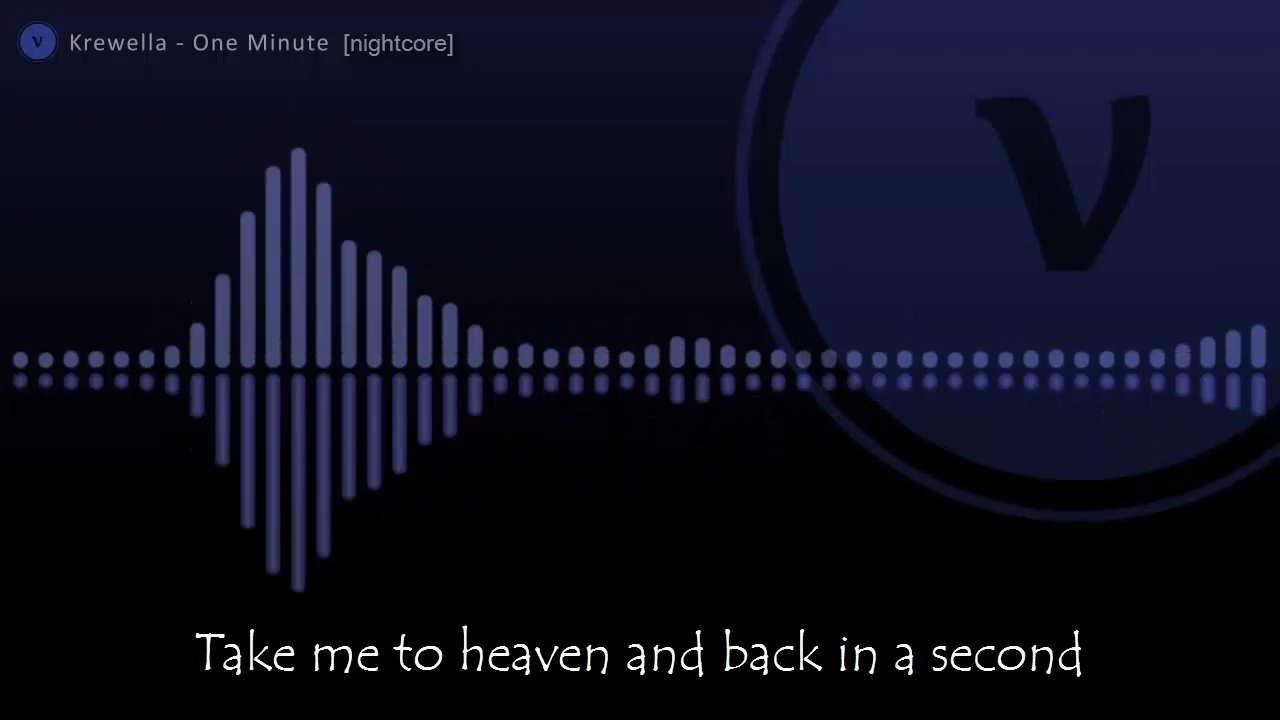 ν Krewella - One Minute [nightcore]
ν
Take me to heaven and back in a second